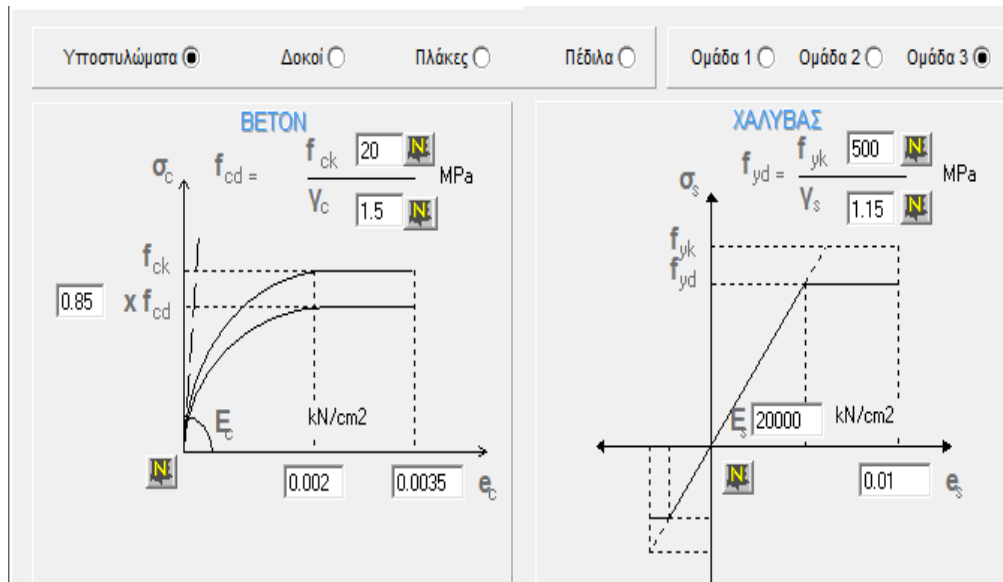 Υποστυλώματα Δοκοί Πλάκες Πέδιλα Ομάδα 1 Ομάδα 2 Ομάδα 3
ΒΕΤΟΝ
σc fcd = fck 20 N MPa
γc 1.5 N
fck
0.85 x fcd
Ec kN/cm2
N 0.002 0.0035 ec
ΧΑΛΥΒΑΣ
σs fyd = fyk 500 N MPa
γs 1.15 N
fyk
fyd
Es 20000 kN/cm2
N 0.01 es